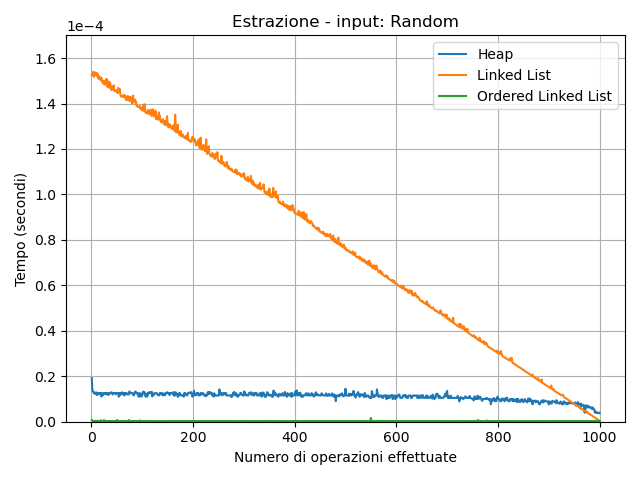 Estrazione - input: Random
1e−4
Heap
Linked List
Ordered Linked List
1.6
1.4
1.2
1.0
0.8
0.6
0.4
0.2
0.0
Tempo (secondi)
0 200 400 600 800 1000
Numero di operazioni effettuate